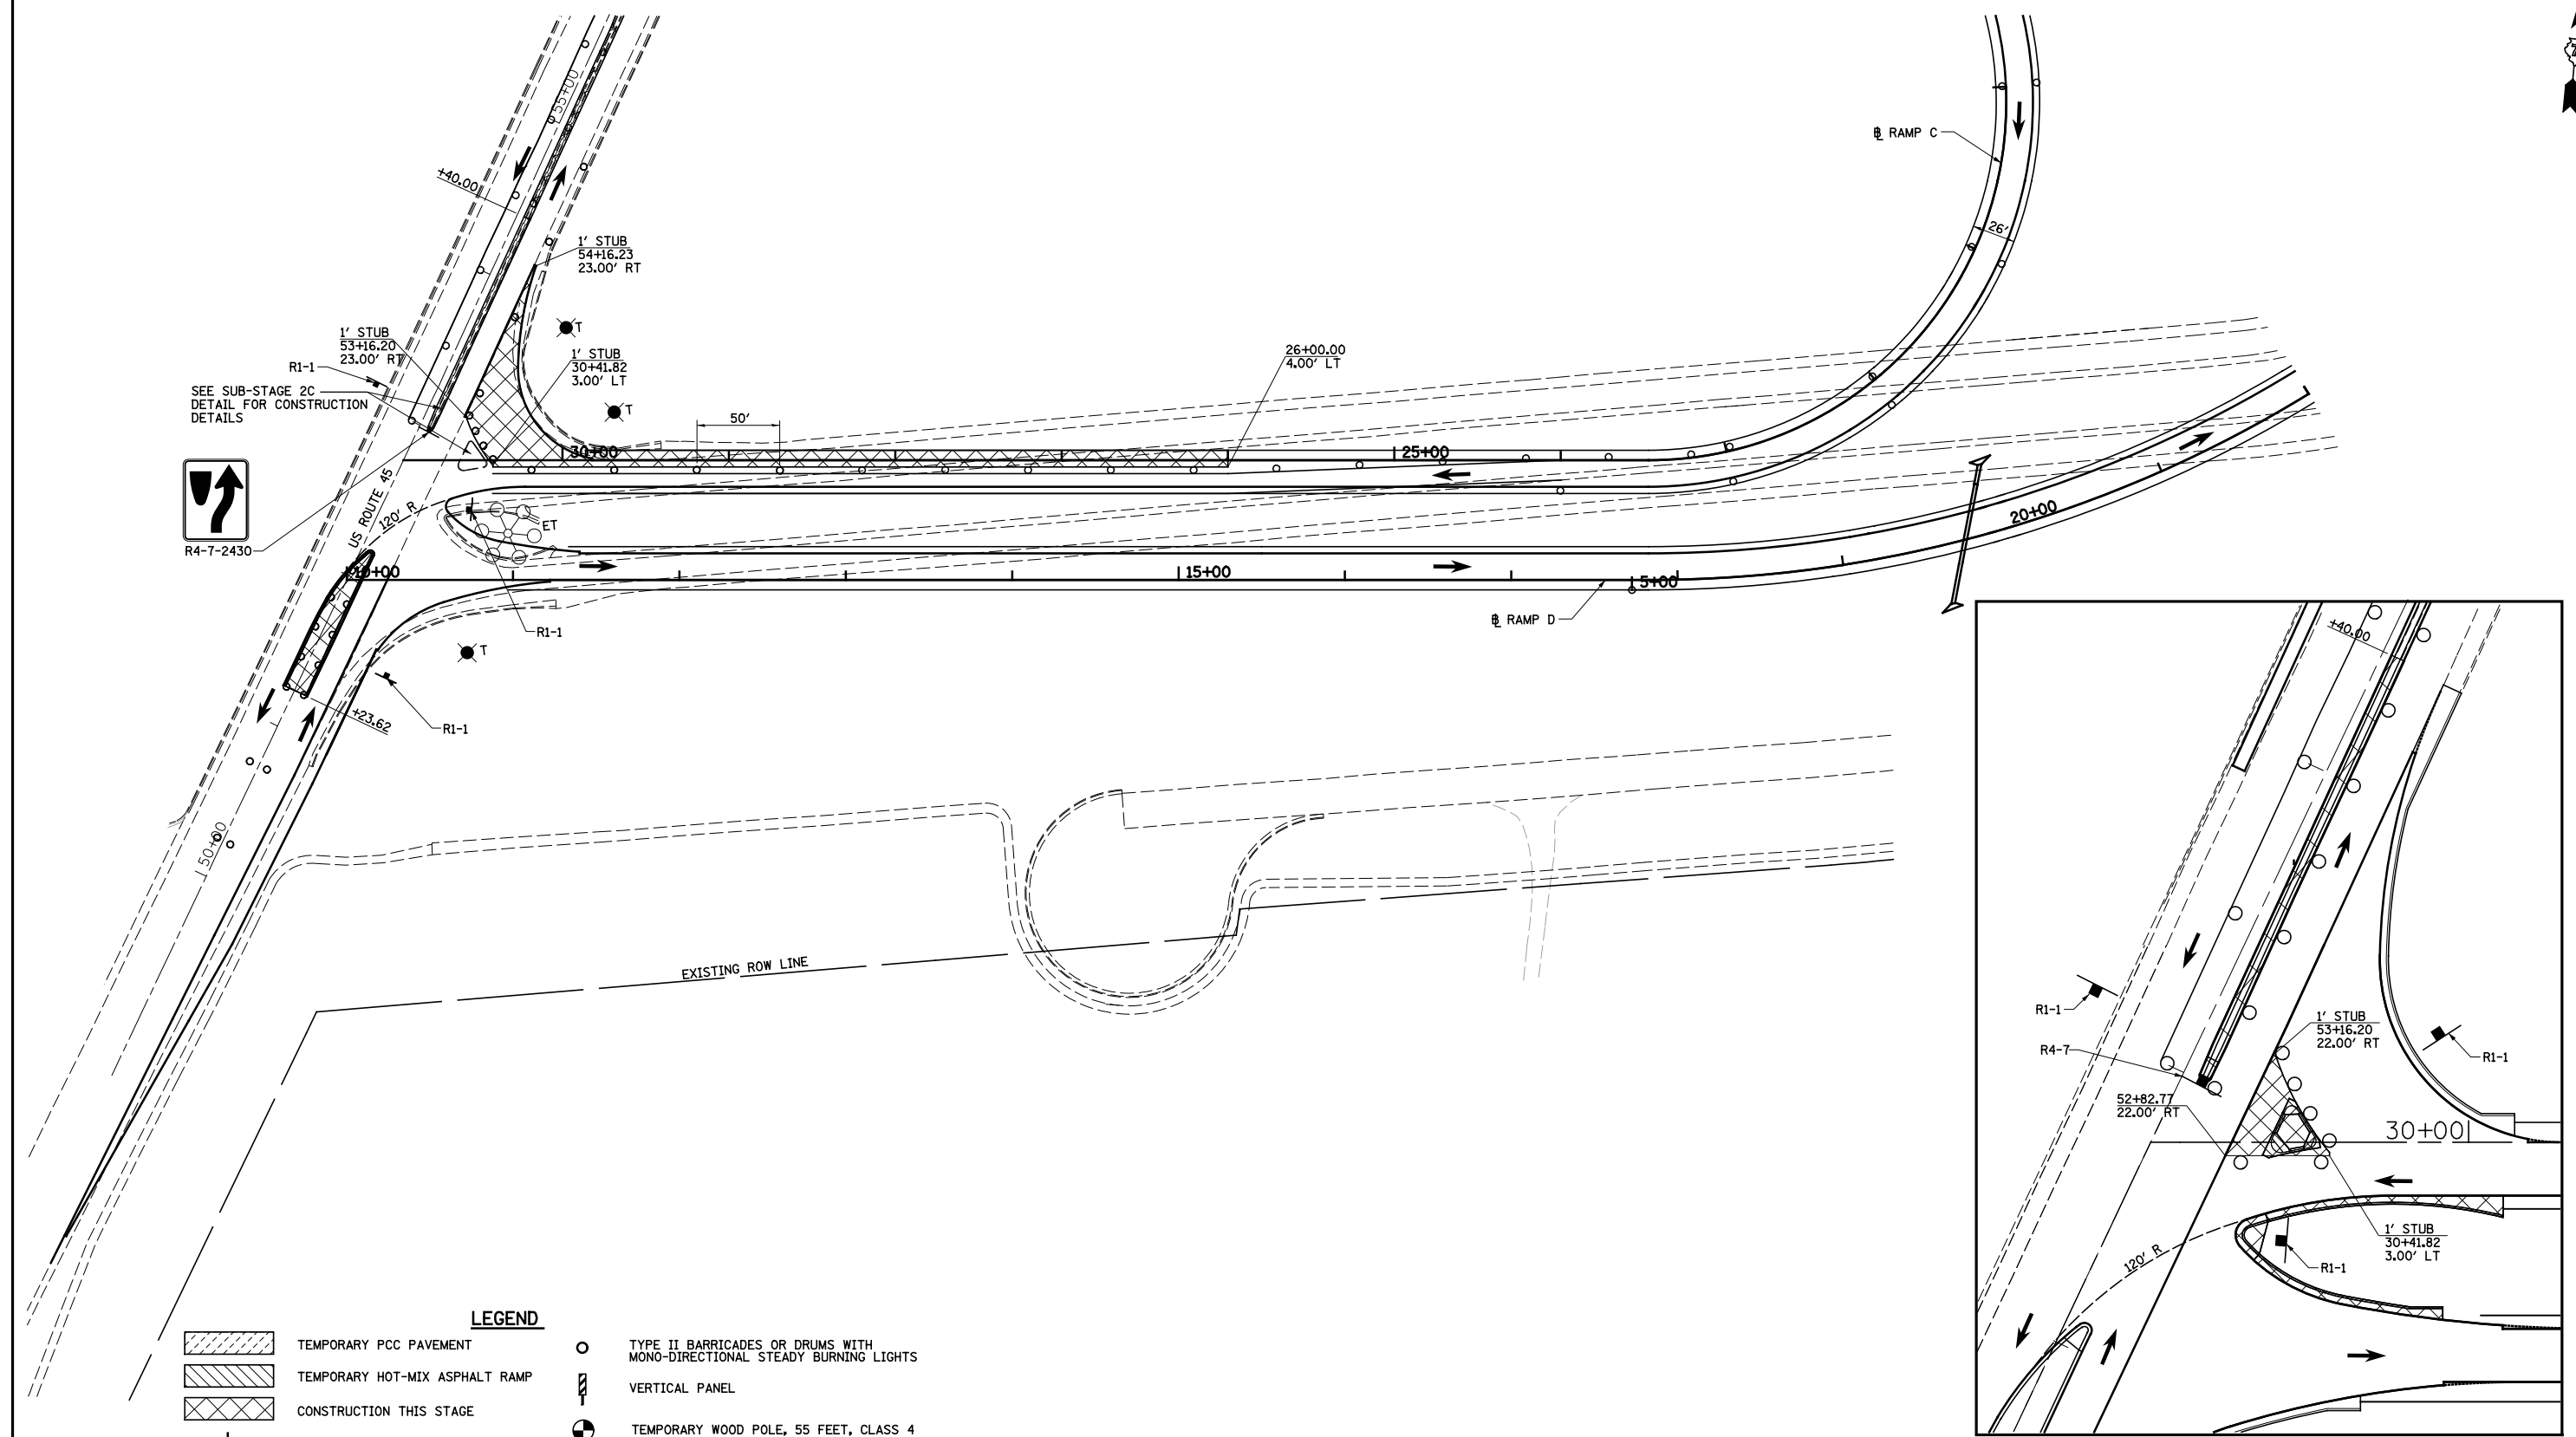 55+00
+40.00
1' STUB
54+16.23
23.00' RT
1' STUB
53+16.20
23.00' RT
R1-1
SEE SUB-STAGE 2C
DETAIL FOR CONSTRUCTION
DETAILS
R4-7-2430
T
T
1' STUB
30+41.82
3.00' LT
50'
26+00.00
4.00' LT
℄ RAMP C
26'
30+00
25+00
20+00
US ROUTE 45
120' R
ET
10+00
15+00
5+00
℄ RAMP D
R1-1
T
R1-1
+23.62
50+00
EXISTING ROW LINE
+40.00
R1-1
R4-7
52+82.77
22.00' RT
1' STUB
53+16.20
22.00' RT
R1-1
30+00
120' R
R1-1
1' STUB
30+41.82
3.00' LT
LEGEND
TEMPORARY PCC PAVEMENT
TEMPORARY HOT-MIX ASPHALT RAMP
CONSTRUCTION THIS STAGE
TYPE II BARRICADES OR DRUMS WITH
MONO-DIRECTIONAL STEADY BURNING LIGHTS
VERTICAL PANEL
TEMPORARY WOOD POLE, 55 FEET, CLASS 4